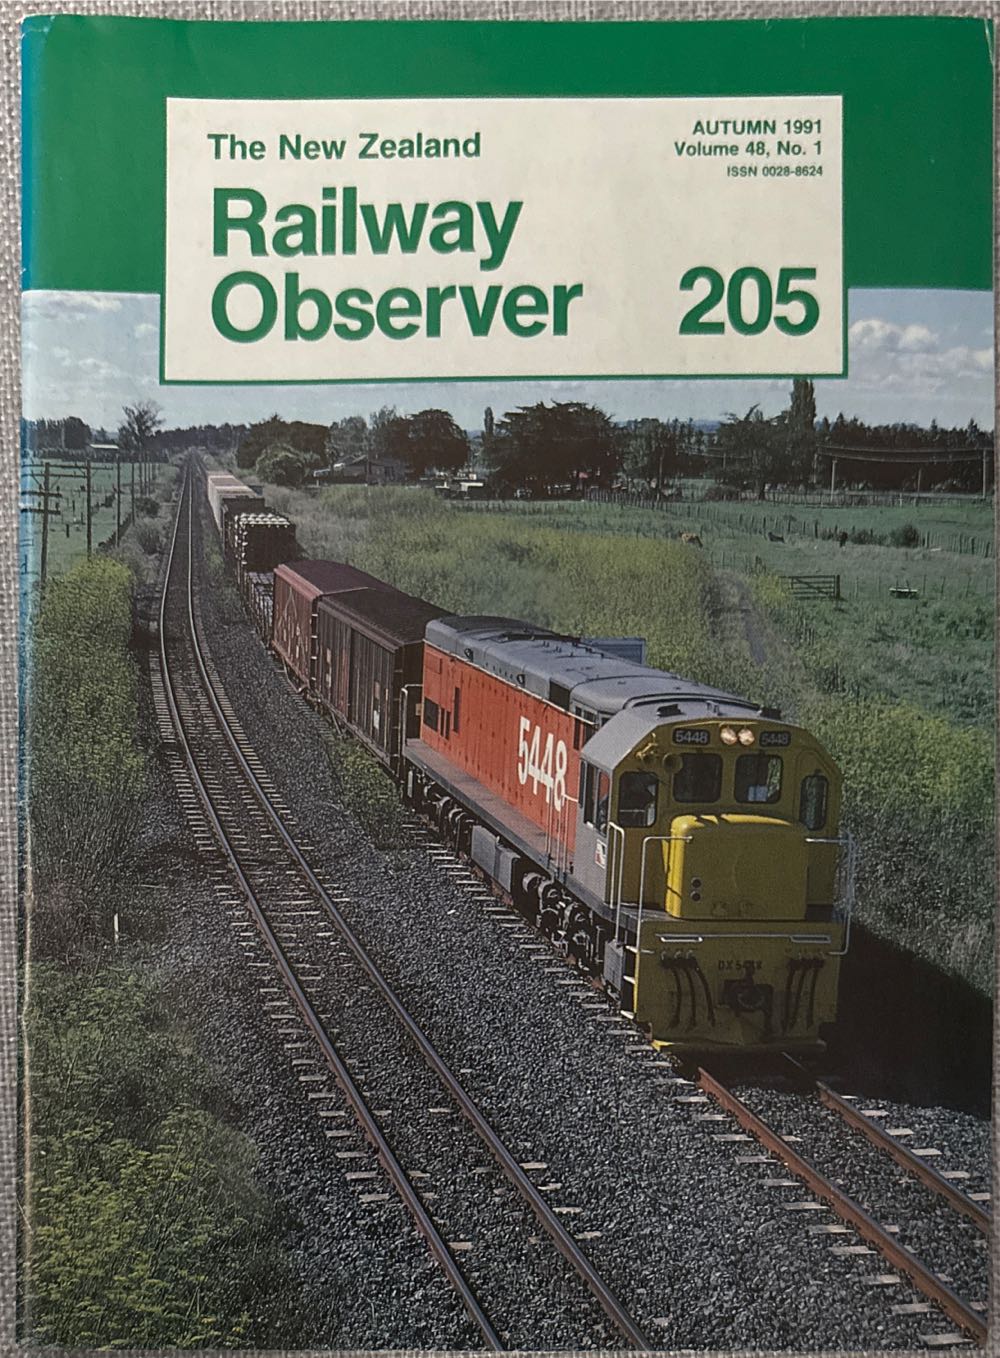 The New Zealand
Railway
Observer
AUTUMN 1991
Volume 48, No. 1
ISSN 0028-8624
205
5448
5448
5448